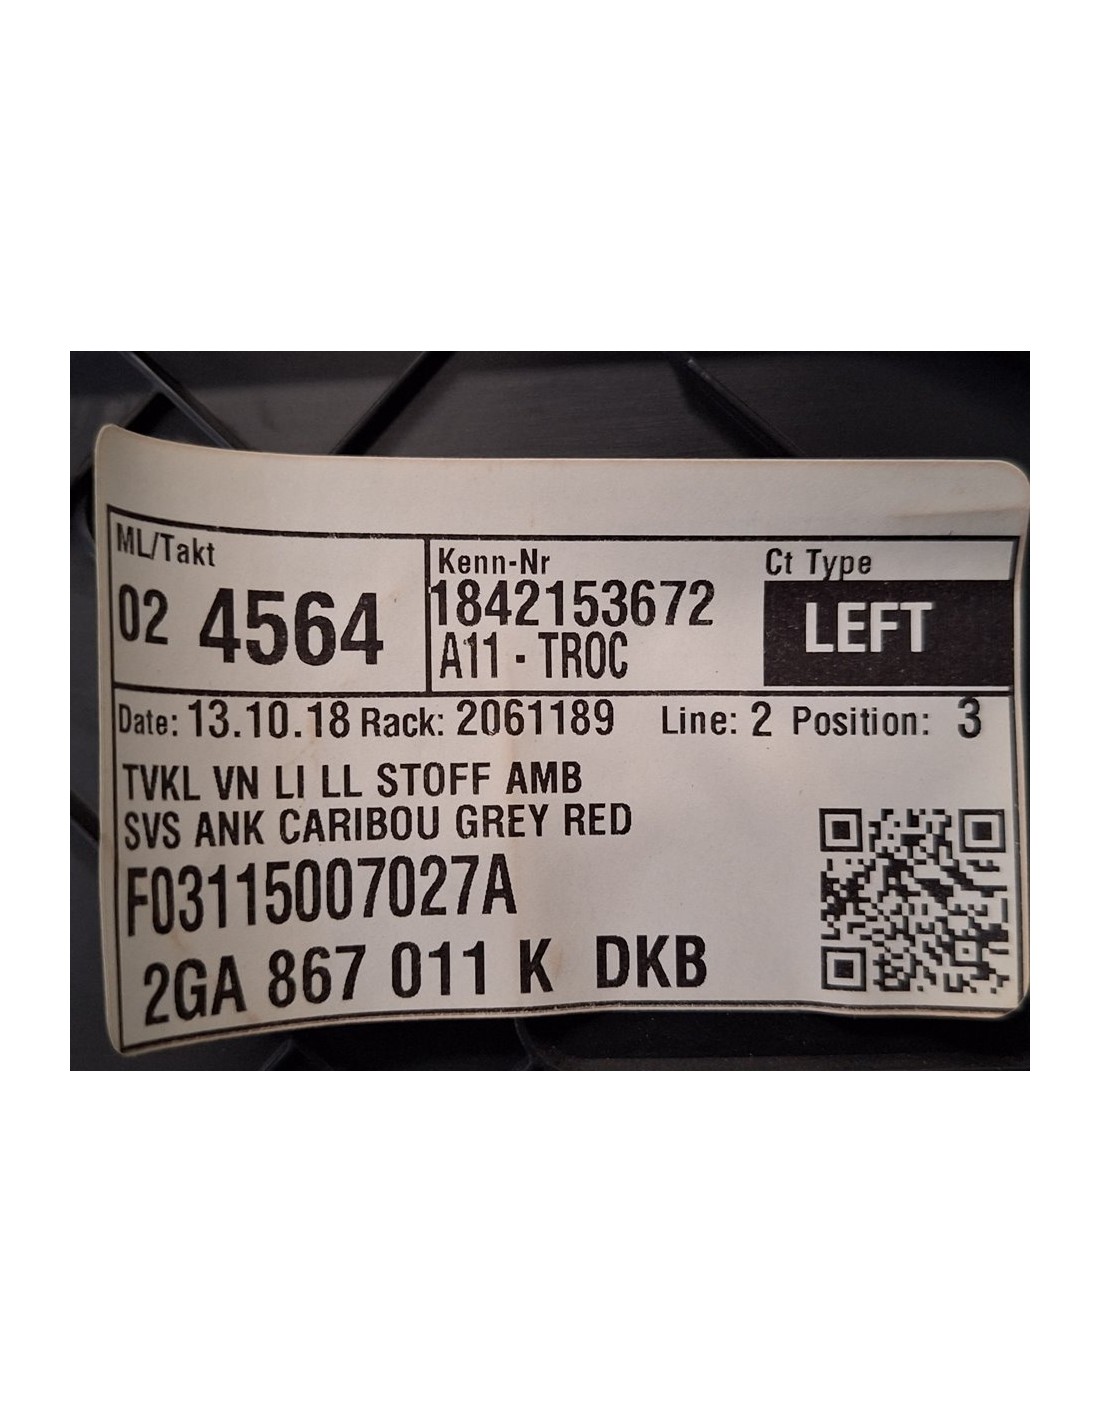 ML/Takt
02 4564
Kenn-Nr
1842153672
A11 - TROC
Ct Type
LEFT
Date: 13.10.18 Rack: 2061189 Line: 2 Position: 3
TVKL VN LI LL STOFF AMB
SVS ANK CARIBOU GREY RED
F03115007027A
2GA 867 011 K DKB